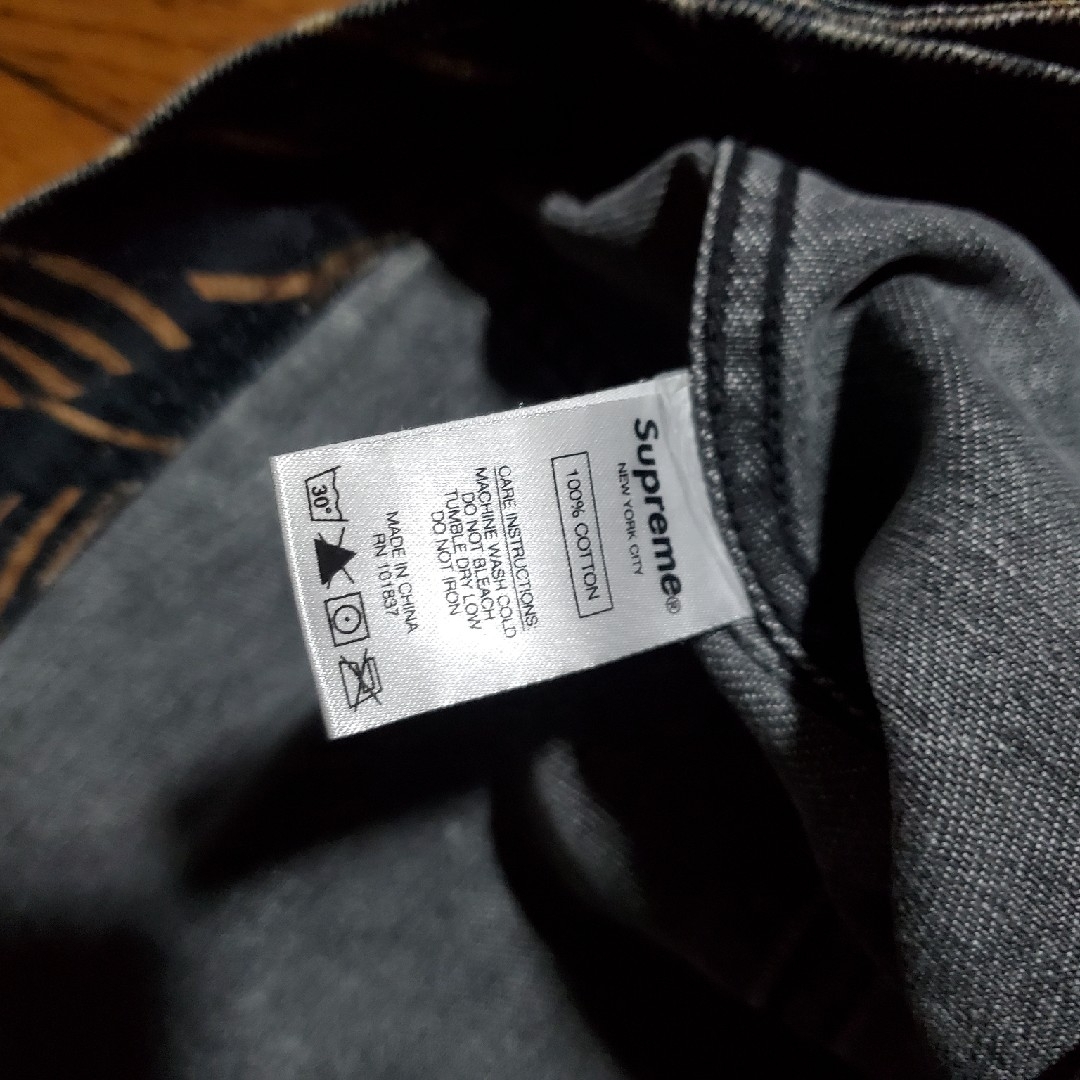 Supreme®
NEW YORK CITY
100% COTTON
CARE INSTRUCTIONS:
MACHINE WASH COLD
DO NOT BLEACH
TUMBLE DRY LOW
DO NOT IRON
MADE IN CHINA
RN 101837
30°